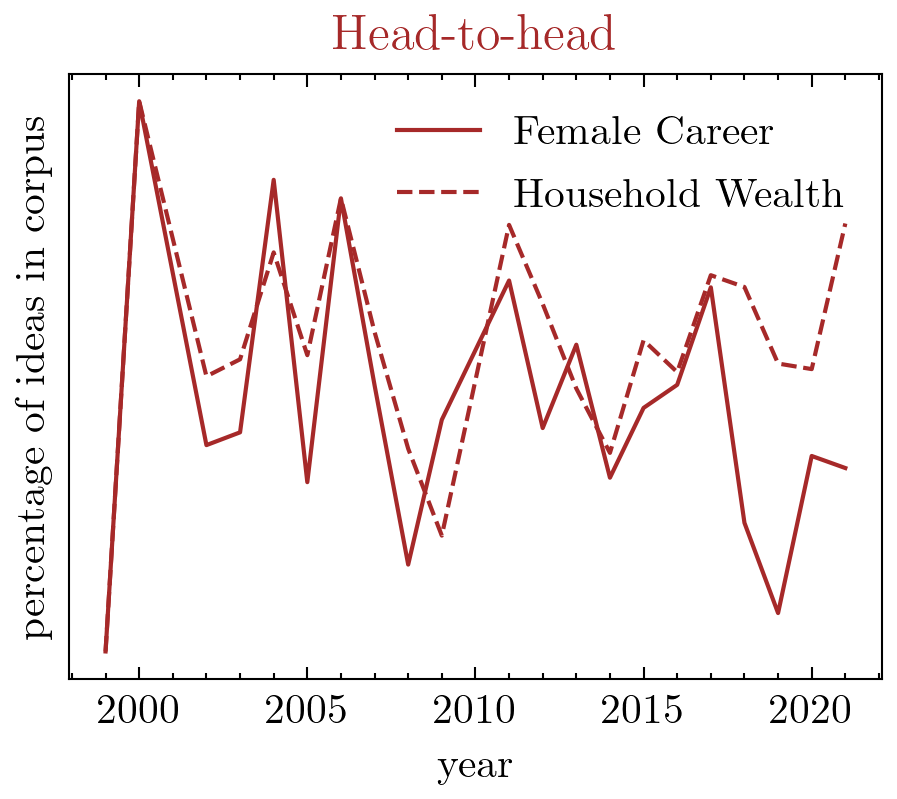 Head-to-head
percentage of ideas in corpus
Female Career
Household Wealth
2000 2005 2010 2015 2020
year